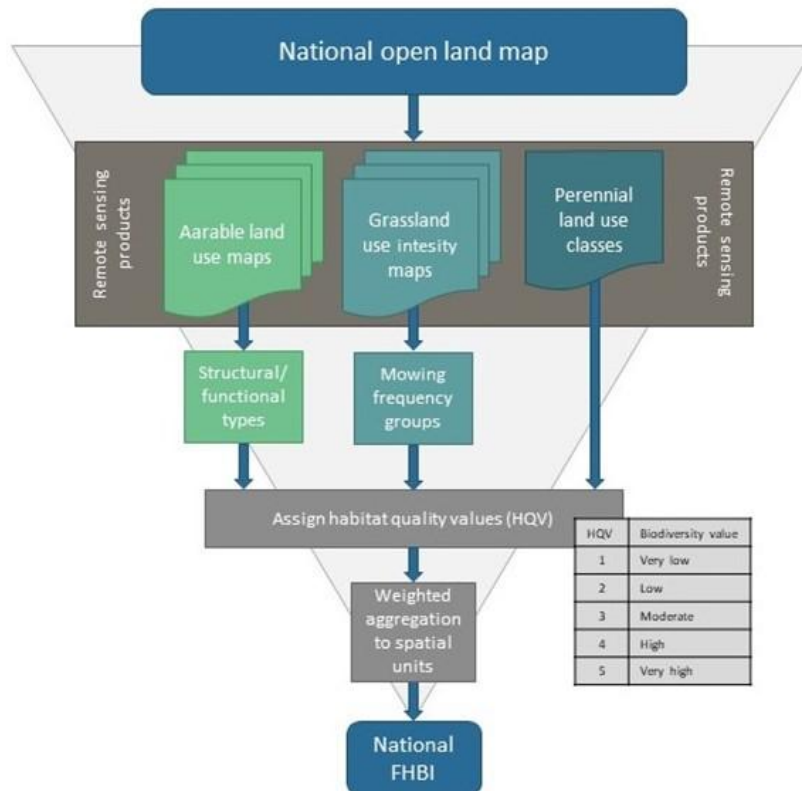 National open land map
Remote sensing
products
Aarable land
use maps
Grassland
use intesity
maps
Perennial
land use
classes
Remote sensing
products
Structural/
functional
types
Mowing
frequency
groups
Assign habitat quality values (HQV)
HQV Biodiversity value
1 Very low
2 Low
3 Moderate
4 High
5 Very high
Weighted
aggregation
to spatial
units
National
FHBI